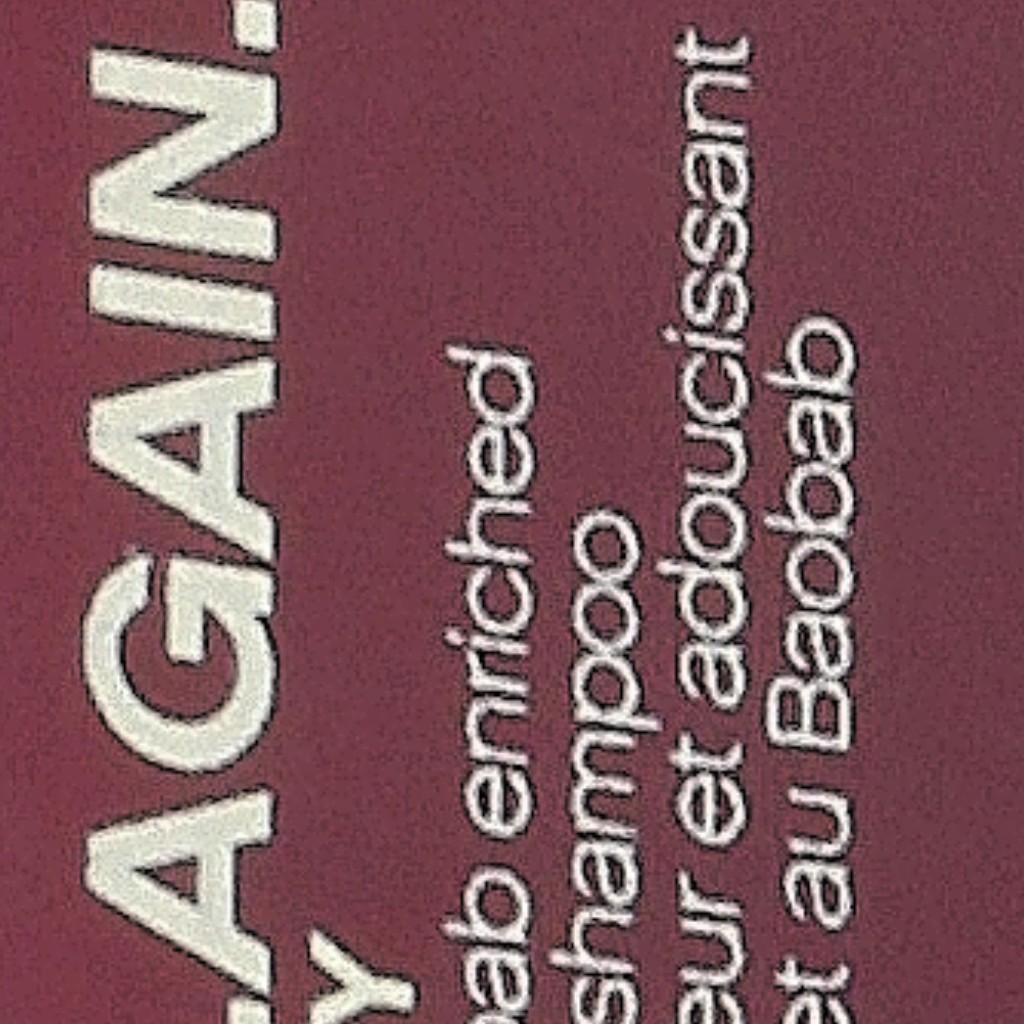 AGAIN.
Y
bab enriched
shampoo
eur et adoucissant
et au Baobab